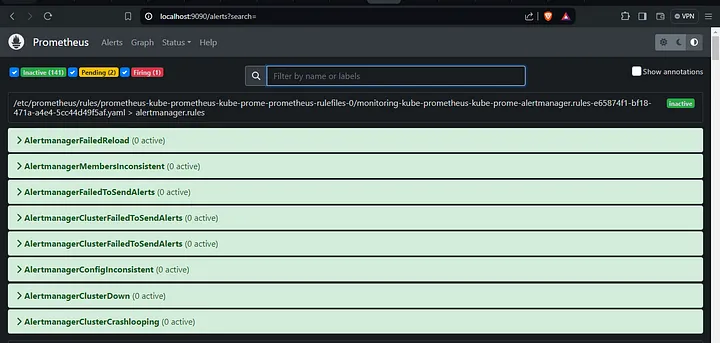 localhost:9090/alerts?search=
VPN
Prometheus Alerts Graph Status Help
Inactive (141) Pending (2) Firing (1)
Filter by name or labels
Show annotations
/etc/prometheus/rules/prometheus-kube-prometheus-kube-prome-prometheus-rulefiles-0/monitoring-kube-prometheus-kube-prome-alertmanager.rules-e65874f1-bf18-
471a-a4e4-5cc44d49f5af.yaml > alertmanager.rules
inactive
AlertmanagerFailedReload (0 active)
AlertmanagerMembersInconsistent (0 active)
AlertmanagerFailedToSendAlerts (0 active)
AlertmanagerClusterFailedToSendAlerts (0 active)
AlertmanagerClusterFailedToSendAlerts (0 active)
AlertmanagerConfigInconsistent (0 active)
AlertmanagerClusterDown (0 active)
AlertmanagerClusterCrashlooping (0 active)